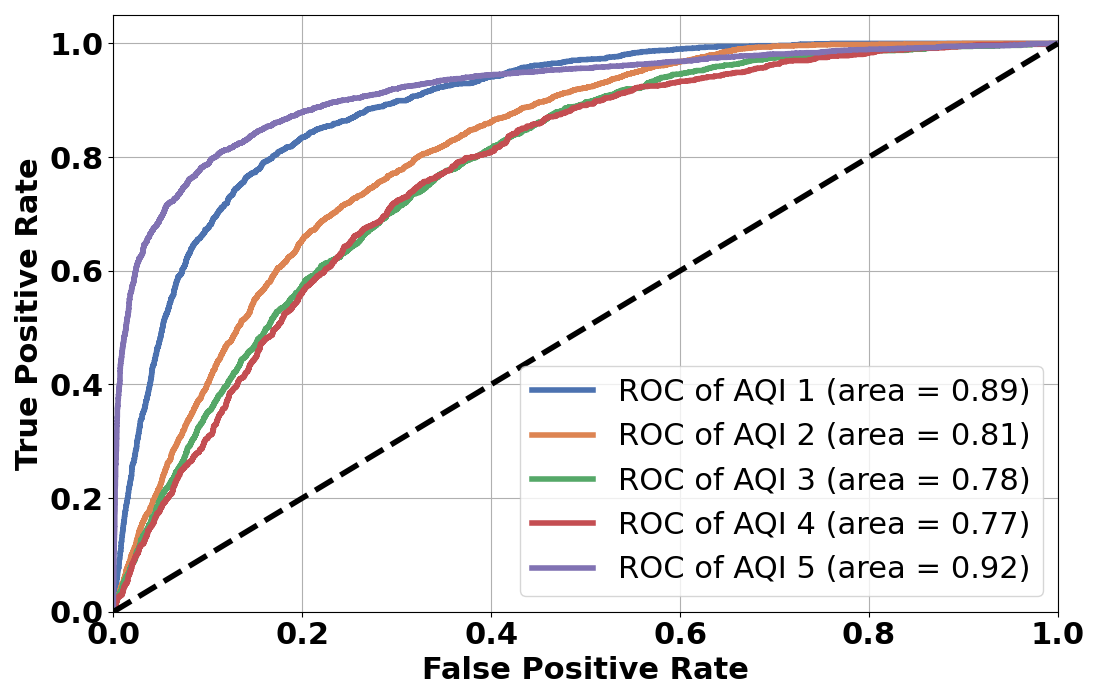 True Positive Rate
1.0
0.8
0.6
0.4
0.2
0.0
ROC of AQI 1 (area = 0.89)
ROC of AQI 2 (area = 0.81)
ROC of AQI 3 (area = 0.78)
ROC of AQI 4 (area = 0.77)
ROC of AQI 5 (area = 0.92)
0.0 0.2 0.4 0.6 0.8 1.0
False Positive Rate